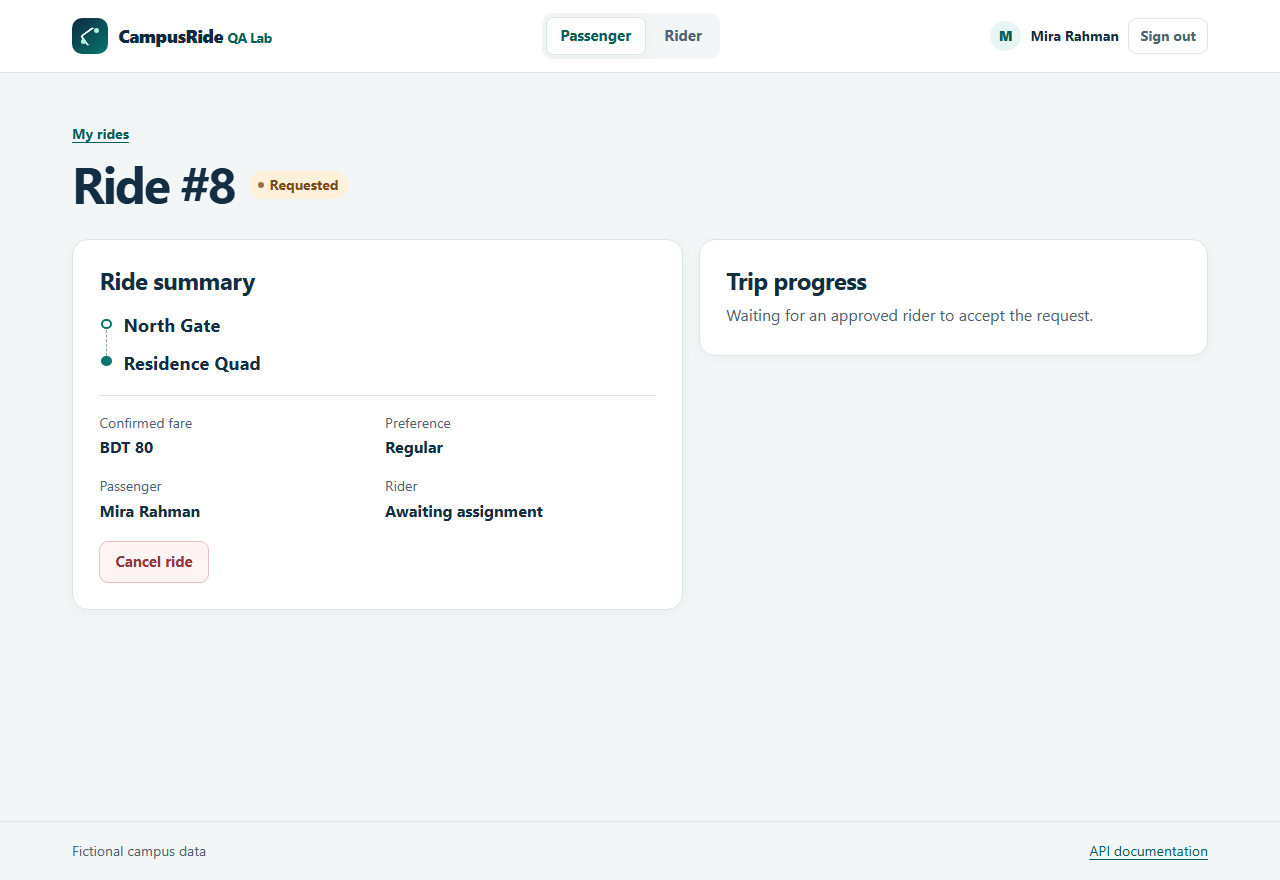 CampusRide QA Lab
Passenger
Rider
M
Mira Rahman
Sign out
My rides
Ride #8
Requested
Ride summary
North Gate
Residence Quad
Confirmed fare
BDT 80
Preference
Regular
Passenger
Mira Rahman
Rider
Awaiting assignment
Cancel ride
Trip progress
Waiting for an approved rider to accept the request.
Fictional campus data
API documentation